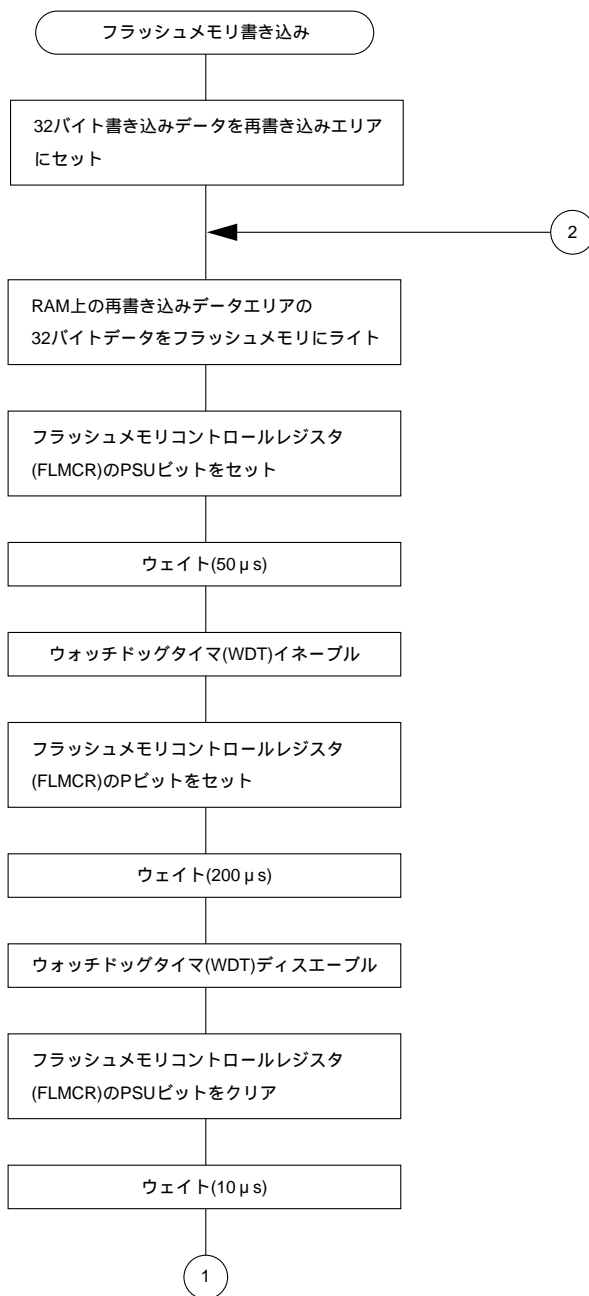 フラッシュメモリ書き込み
32バイト書き込みデータを再書き込みエリア
にセット
2
RAM上の再書き込みデータエリアの
32バイトデータをフラッシュメモリにライト
フラッシュメモリコントロールレジスタ
(FLMCR)のPSUビットをセット
ウェイト(50μs)
ウォッチドッグタイマ(WDT)イネーブル
フラッシュメモリコントロールレジスタ
(FLMCR)のPビットをセット
ウェイト(200μs)
ウォッチドッグタイマ(WDT)ディスエーブル
フラッシュメモリコントロールレジスタ
(FLMCR)のPSUビットをクリア
ウェイト(10μs)
1